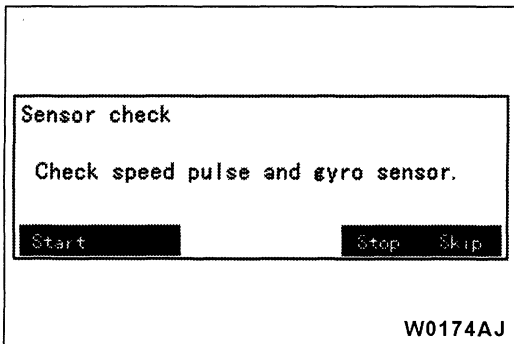 Sensor check
Check speed pulse and gyro sensor.
Start Stop Skip
W0174AJ